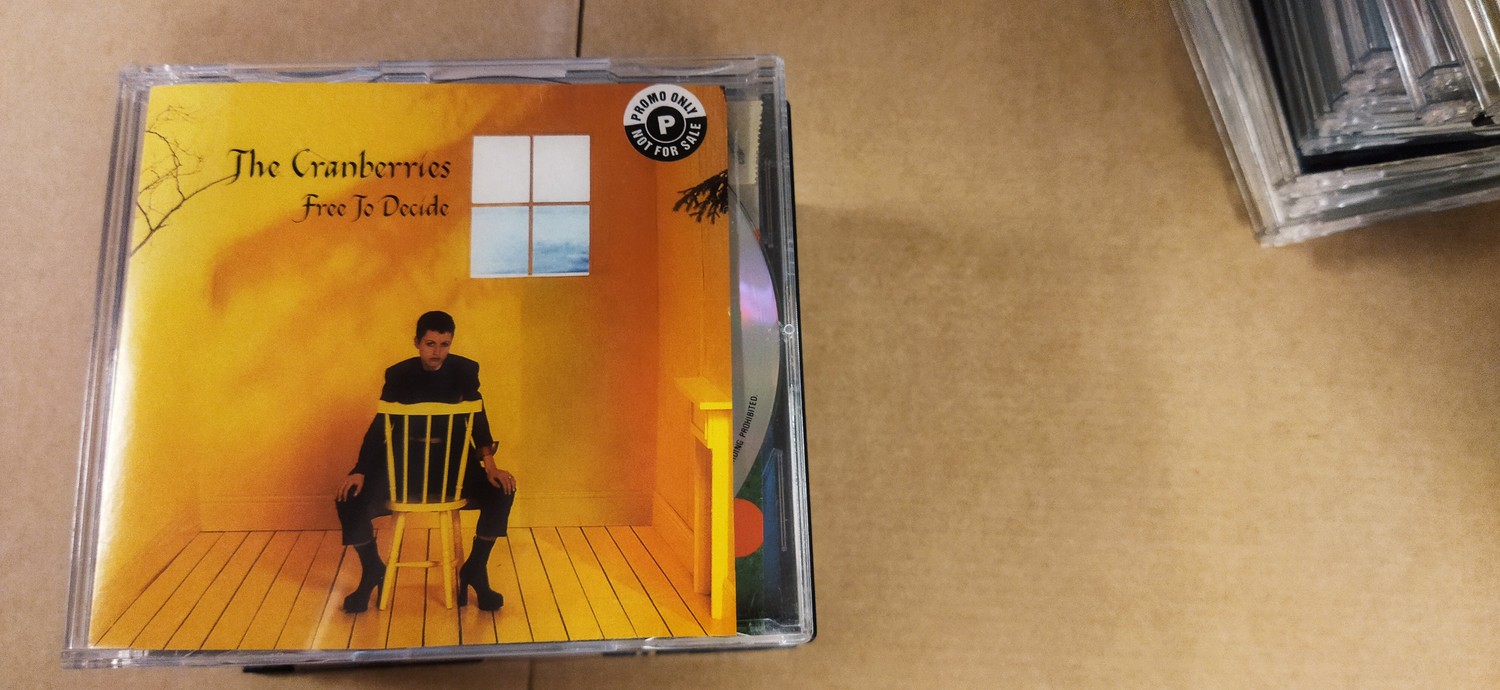 The Cranberries
Free To Decide
PROMO ONLY
P
NOT FOR SALE
PROHIBITED.